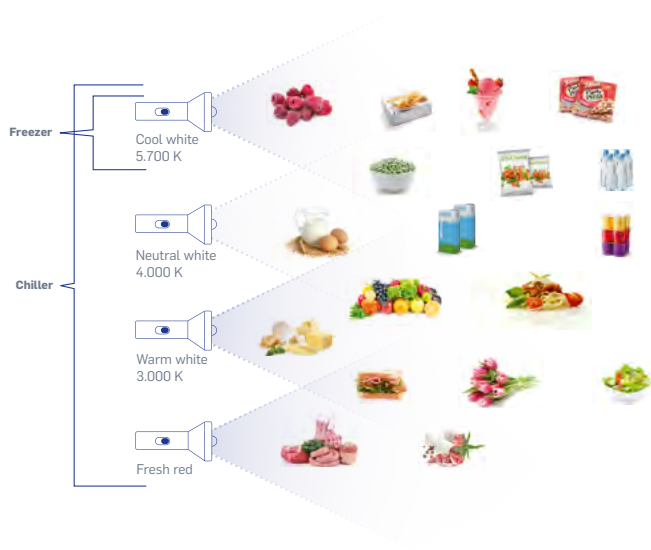 Freezer
Cool white
5.700 K
Neutral white
4.000 K
Chiller
Warm white
3.000 K
Fresh red